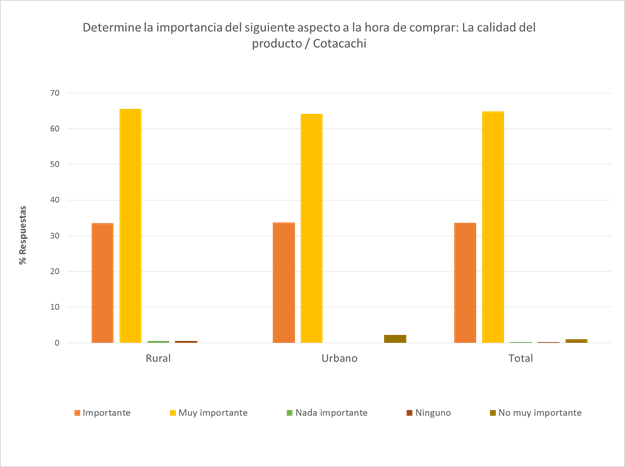 Determine la importancia del siguiente aspecto a la hora de comprar: La calidad del
producto / Cotacachi
70
60
50
40
30
20
10
0
% Respuestas
Rural
Urbano
Total
Importante
Muy importante
Nada importante
Ninguno
No muy importante